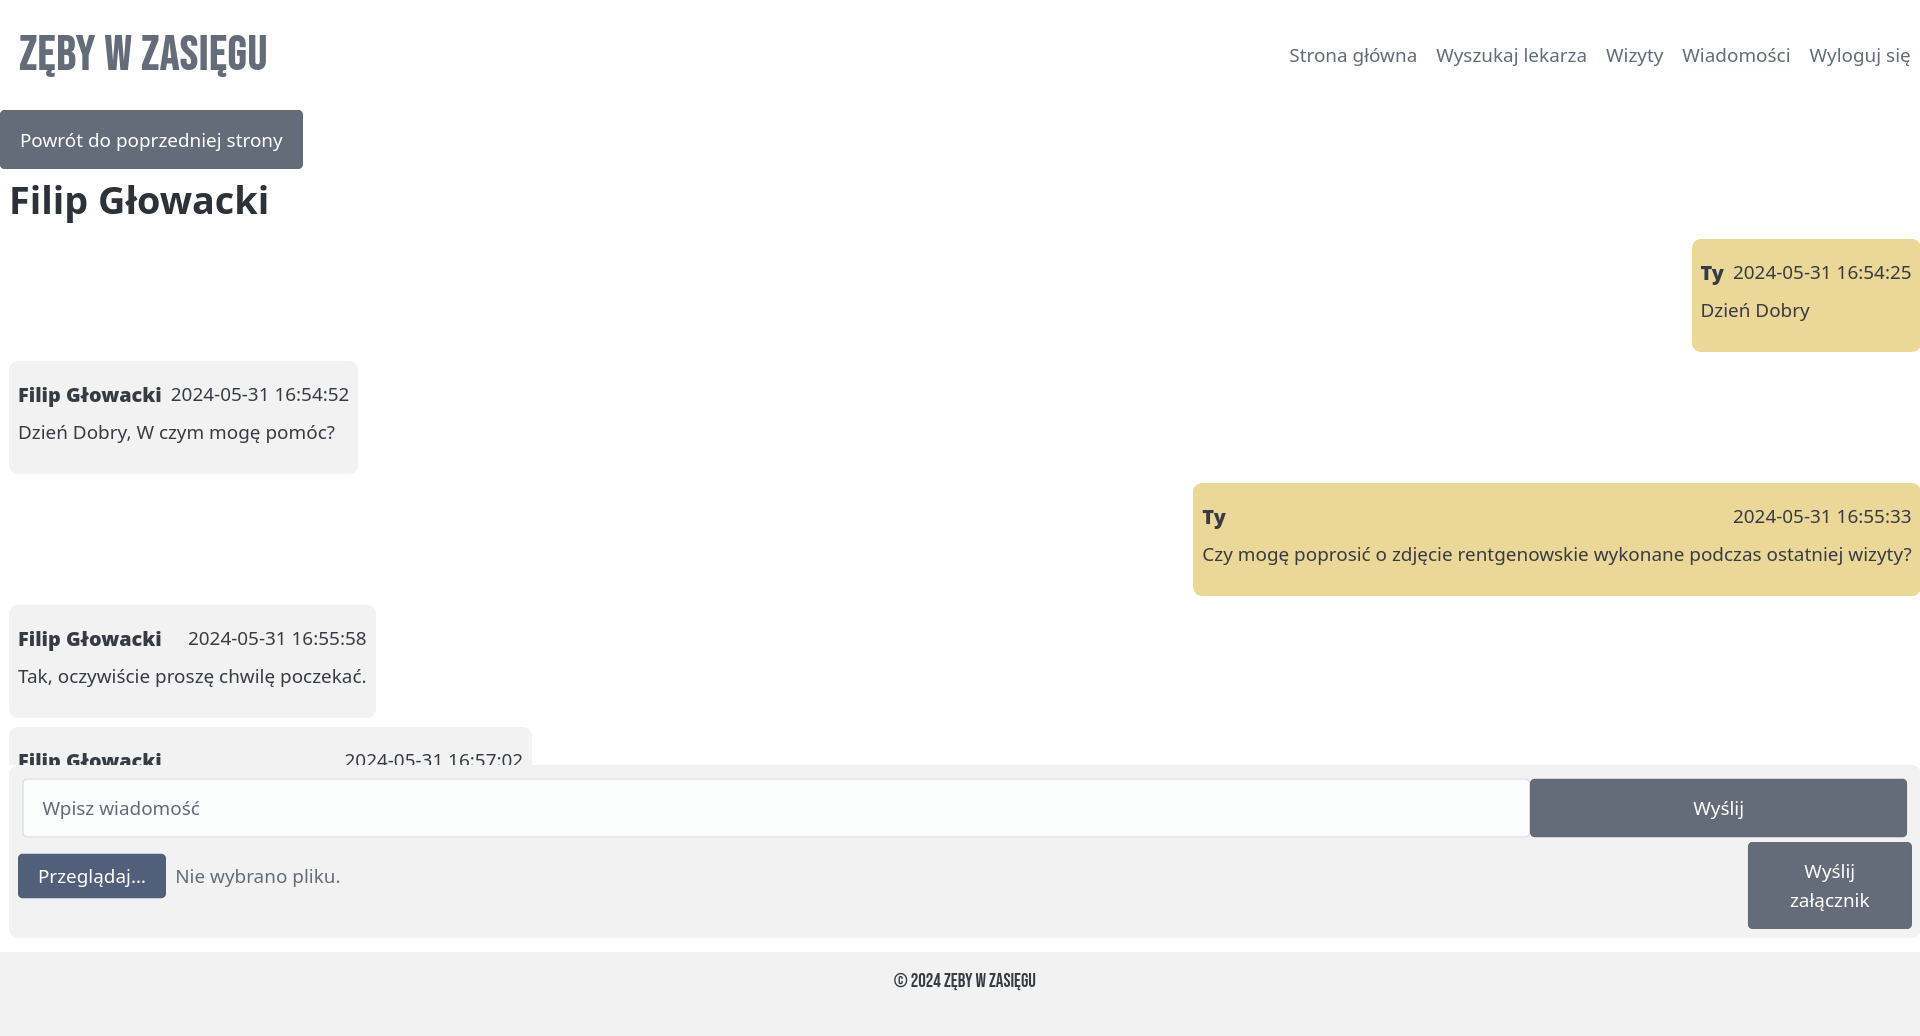 ZĘBY W ZASIĘGU
Strona główna Wyszukaj lekarza Wizyty Wiadomości Wyloguj się
Powrót do poprzedniej strony
Filip Głowacki
Ty 2024-05-31 16:54:25
Dzień Dobry
Filip Głowacki 2024-05-31 16:54:52
Dzień Dobry, W czym mogę pomóc?
Ty 2024-05-31 16:55:33
Czy mogę poprosić o zdjęcie rentgenowskie wykonane podczas ostatniej wizyty?
Filip Głowacki 2024-05-31 16:55:58
Tak, oczywiście proszę chwilę poczekać.
Filip Głowacki 2024-05-31 16:57:02
Wpisz wiadomość
Wyślij
Przeglądaj... Nie wybrano pliku.
Wyślij
załącznik
© 2024 ZĘBY W ZASIĘGU